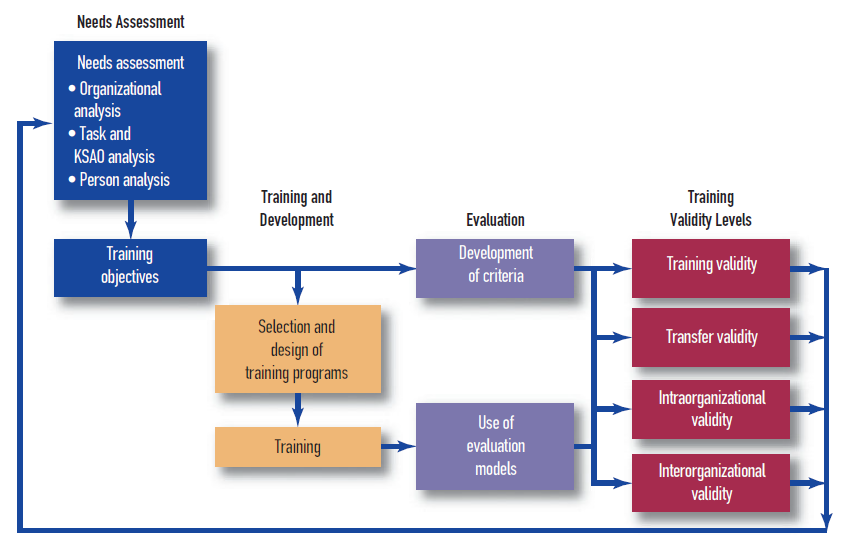 Needs Assessment
Needs assessment
• Organizational
analysis
• Task and
KSAO analysis
• Person analysis
Training
objectives
Training and
Development
Selection and
design of
training programs
Training
Evaluation
Development
of criteria
Use of
evaluation
models
Training
Validity Levels
Training validity
Transfer validity
Intraorganizational
validity
Interorganizational
validity